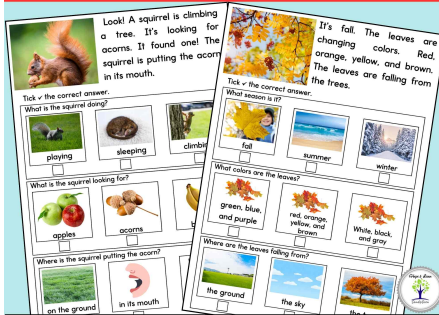 Look! A squirrel is climbing
a tree. It's looking for
acorns. It found one! The
squirrel is putting the acorn
in its mouth.
Tick ✓ the correct answer.
What is the squirrel doing?
playing
sleeping
climbi
What is the squirrel looking for?
apples
acorns
b
Where is the squirrel putting the acorn?
on the ground
in its mouth
It's fall. The leaves are
changing colors. Red,
orange, yellow, and brown.
The leaves are falling from
the trees.
Tick ✓ the correct answer.
What season is it?
fall
summer
winter
What colors are the leaves?
green, blue,
and purple
red, orange,
yellow, and
brown
White, black,
and gray
Where are the leaves falling from?
the ground
the sky